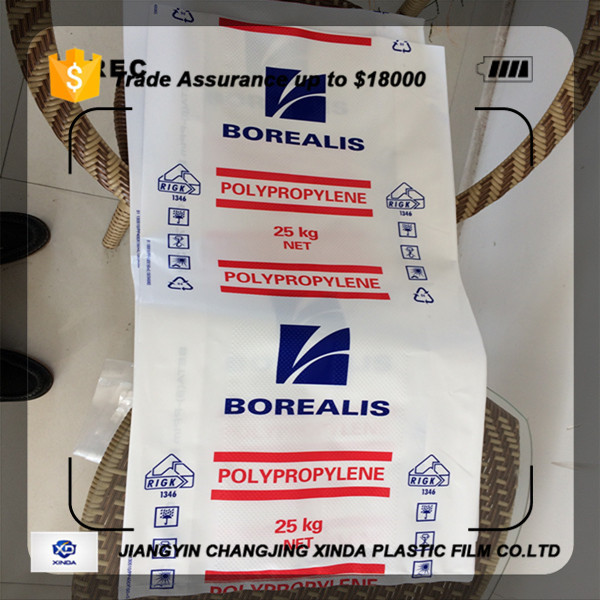 REC
Trade Assurance up to $18000
BOREALIS
RIGK
1346
POLYPROPYLENE
RIGK
1346
25 kg
NET
POLYPROPYLENE
BOREALIS
RIGK
1346
POLYPROPYLENE
RIGK
1346
25 kg
NET
XINDA
JIANGYIN CHANGJING XINDA PLASTIC FILM CO.LTD
POLYPROPYLENE